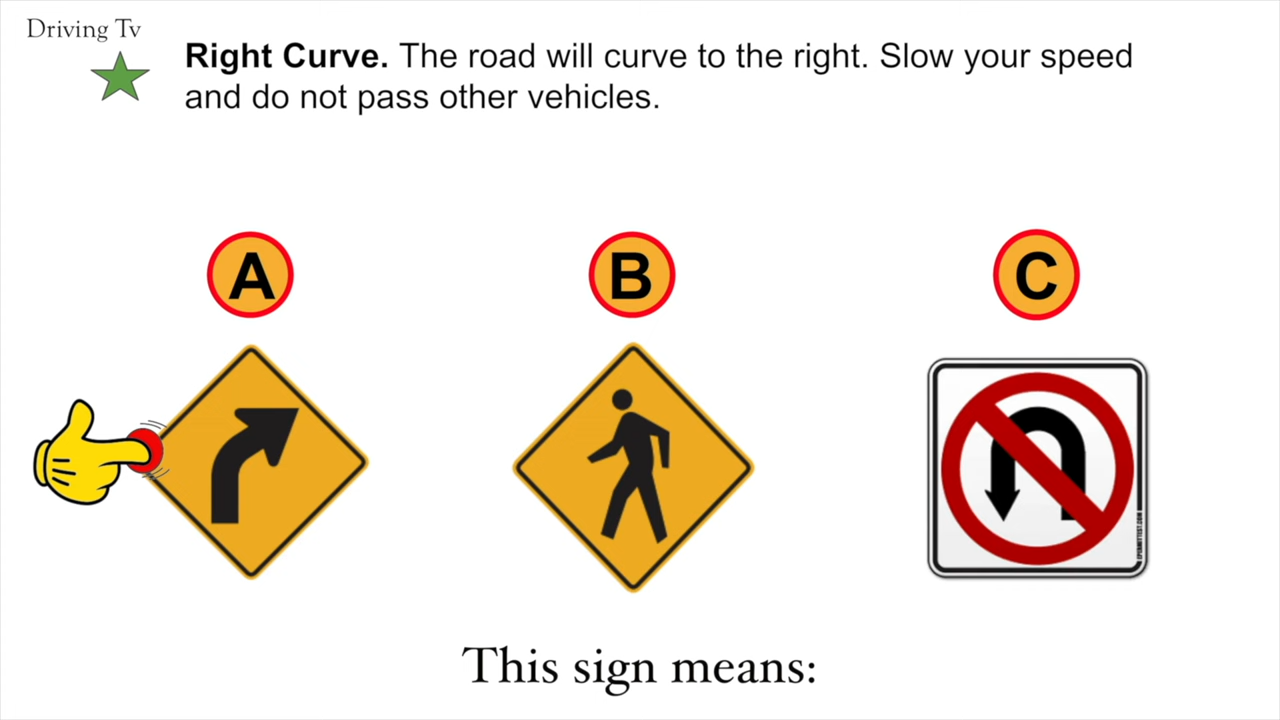 Driving Tv
Right Curve. The road will curve to the right. Slow your speed
and do not pass other vehicles.
A
B
C
This sign means: